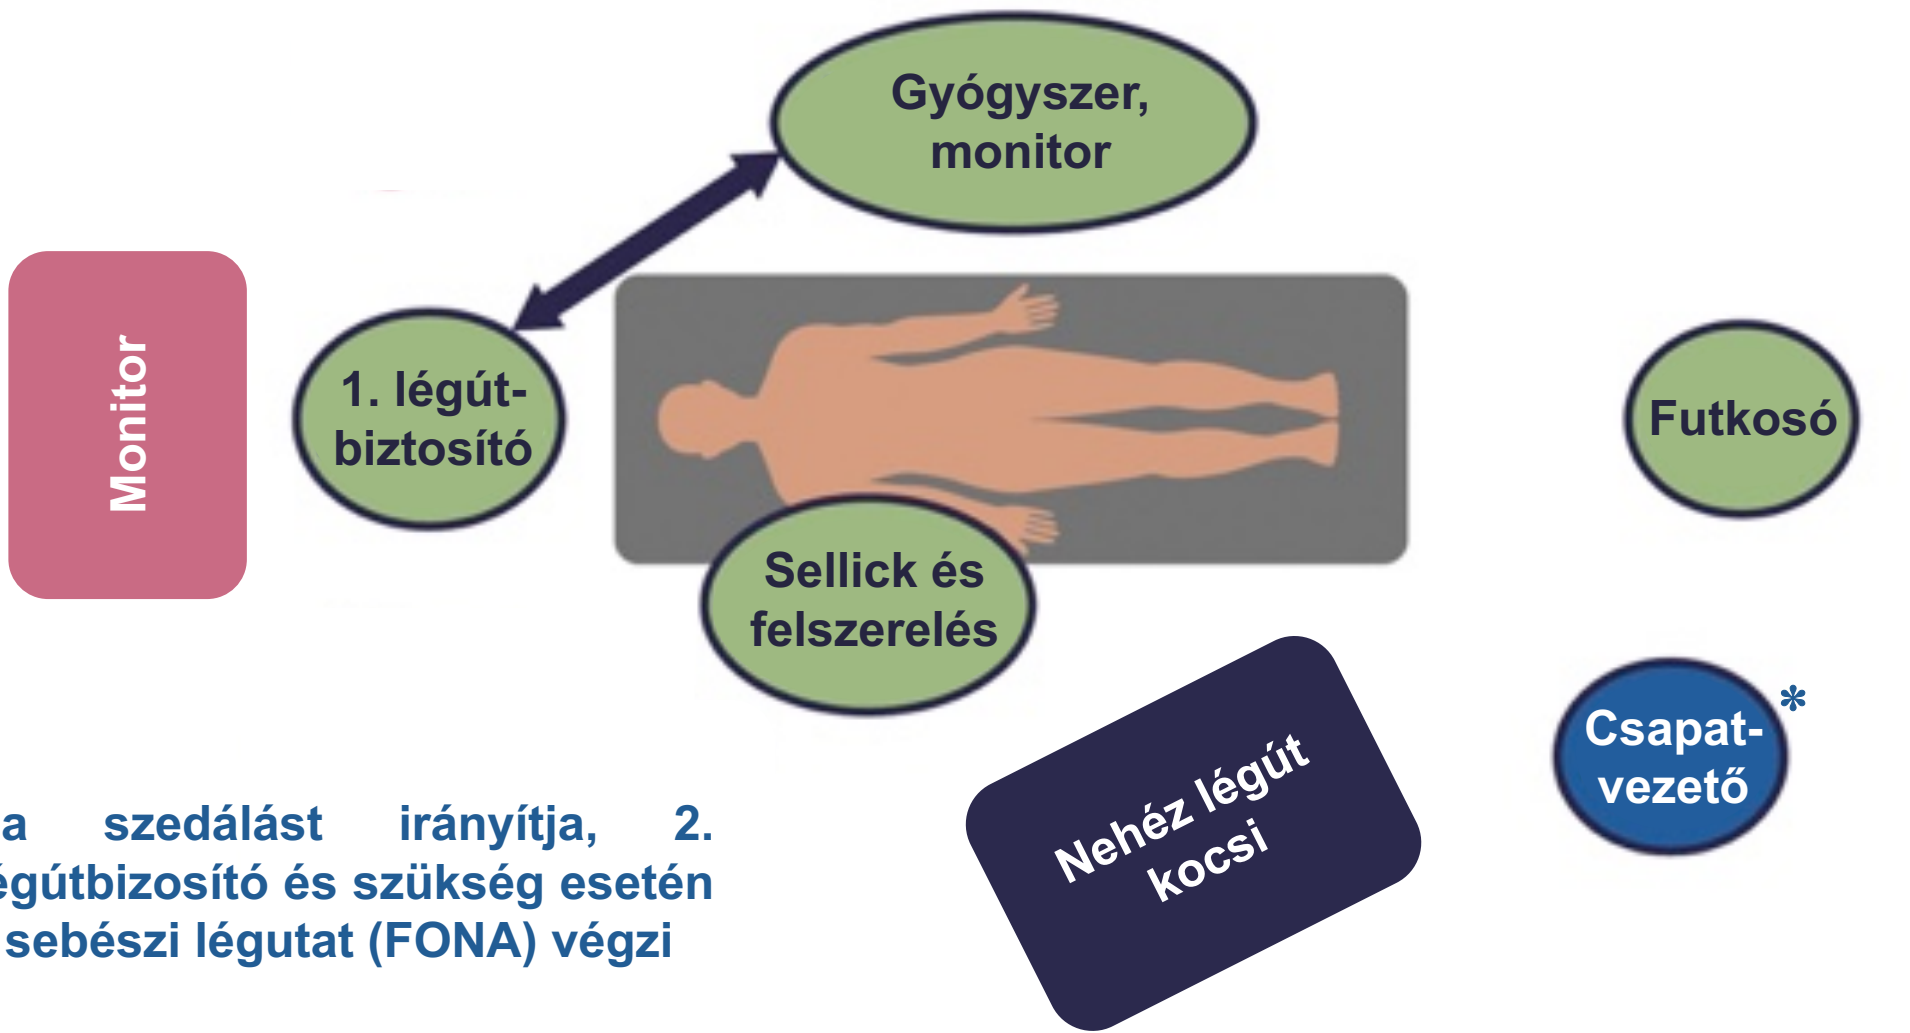 Gyógyszer,
monitor
Monitor
1. légút-
biztosító
Futkosó
Sellick és
felszerelés
Csapat-
vezető
*
Nehéz légút
kocsi
a szedálást irányítja, 2.
égútbizosító és szükség esetén
sebészi légutat (FONA) végzi